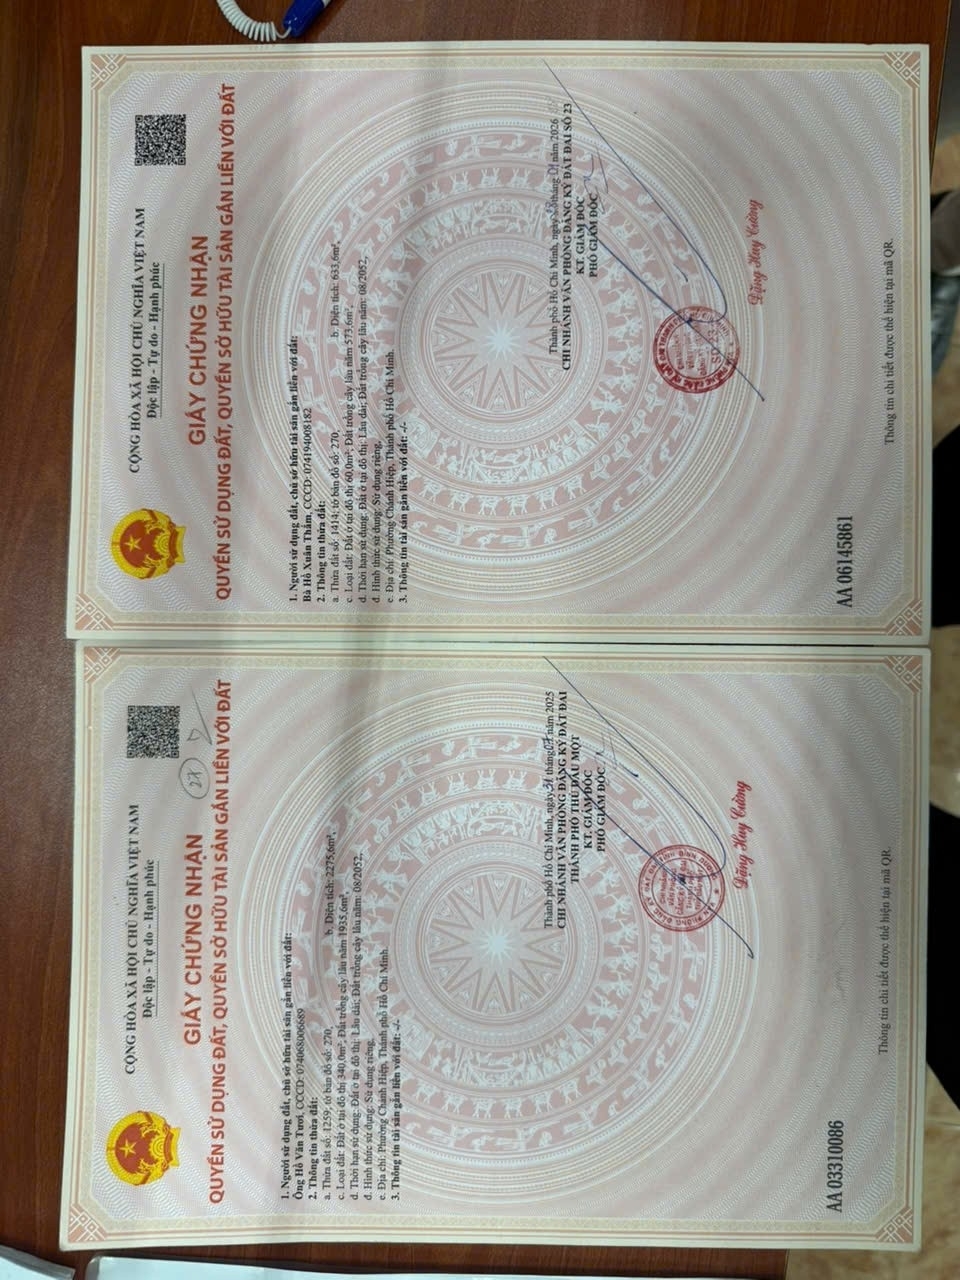 CỘNG HÒA XÃ HỘI CHỦ NGHĨA VIỆT NAM
Độc lập - Tự do - Hạnh phúc
GIẤY CHỨNG NHẬN
QUYỀN SỬ DỤNG ĐẤT, QUYỀN SỞ HỮU TÀI SẢN GẮN LIỀN VỚI ĐẤT
1. Người sử dụng đất, chủ sở hữu tài sản gắn liền với đất:
Bà Hồ Xuân Thắm, CCCD: 074194008182
2. Thông tin thửa đất:
a. Thửa đất số: 1414; tờ bản đồ số: 270, b. Diện tích: 633,6m²,
c. Loại đất: Đất ở tại đô thị 60,0m²; Đất trồng cây lâu năm 573,6m²,
d. Thời hạn sử dụng: Đất ở tại đô thị: Lâu dài; Đất trồng cây lâu năm: 08/2052,
đ. Hình thức sử dụng: Sử dụng riêng,
e. Địa chỉ: Phường Chánh Hiệp, Thành phố Hồ Chí Minh.
3. Thông tin tài sản gắn liền với đất: -/-
Thành phố Hồ Chí Minh, ngày tháng 01 năm 2026
CHI NHÁNH VĂN PHÒNG ĐĂNG KÝ ĐẤT ĐAI SỐ 23
KT. GIÁM ĐỐC
PHÓ GIÁM ĐỐC
SỐ 23
Đặng Huy Cường
AA 06145861
Thông tin chi tiết được thể hiện tại mã QR.
CỘNG HÒA XÃ HỘI CHỦ NGHĨA VIỆT NAM
Độc lập - Tự do - Hạnh phúc
GIẤY CHỨNG NHẬN
QUYỀN SỬ DỤNG ĐẤT, QUYỀN SỞ HỮU TÀI SẢN GẮN LIỀN VỚI ĐẤT
1. Người sử dụng đất, chủ sở hữu tài sản gắn liền với đất:
Ông Hồ Văn Tươi, CCCD: 074068006689
2. Thông tin thửa đất:
a. Thửa đất số: 1259; tờ bản đồ số: 270, b. Diện tích: 2275,6m²,
c. Loại đất: Đất ở tại đô thị 340,0m²; Đất trồng cây lâu năm 1935,6m²,
d. Thời hạn sử dụng: Đất ở tại đô thị: Lâu dài; Đất trồng cây lâu năm: 08/2052,
đ. Hình thức sử dụng: Sử dụng riêng,
e. Địa chỉ: Phường Chánh Hiệp, Thành phố Hồ Chí Minh.
3. Thông tin tài sản gắn liền với đất: -/-
Thành phố Hồ Chí Minh, ngày 31 tháng 07 năm 2025
CHI NHÁNH VĂN PHÒNG ĐĂNG KÝ ĐẤT ĐAI
THÀNH PHỐ THỦ DẦU MỘT
KT. GIÁM ĐỐC
PHÓ GIÁM ĐỐC
Đặng Huy Cường
AA 03310086
Thông tin chi tiết được thể hiện tại mã QR.